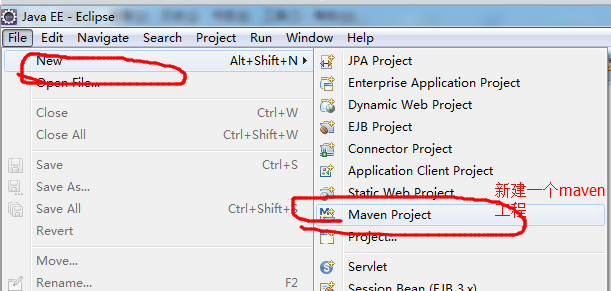 Java EE - Eclipse
File Edit Navigate Search Project Run Window Help
New Alt+Shift+N
Open File...
Close Ctrl+W
Close All Ctrl+Shift+W
Save Ctrl+S
Save As...
Save All Ctrl+Shift+S
Revert
Move...
Rename... F2
JPA Project
Enterprise Application Project
Dynamic Web Project
EJB Project
Connector Project
Application Client Project
Static Web Project
Maven Project
Project...
Servlet
Session Bean (EJB 3.x)
新建一个maven
工程